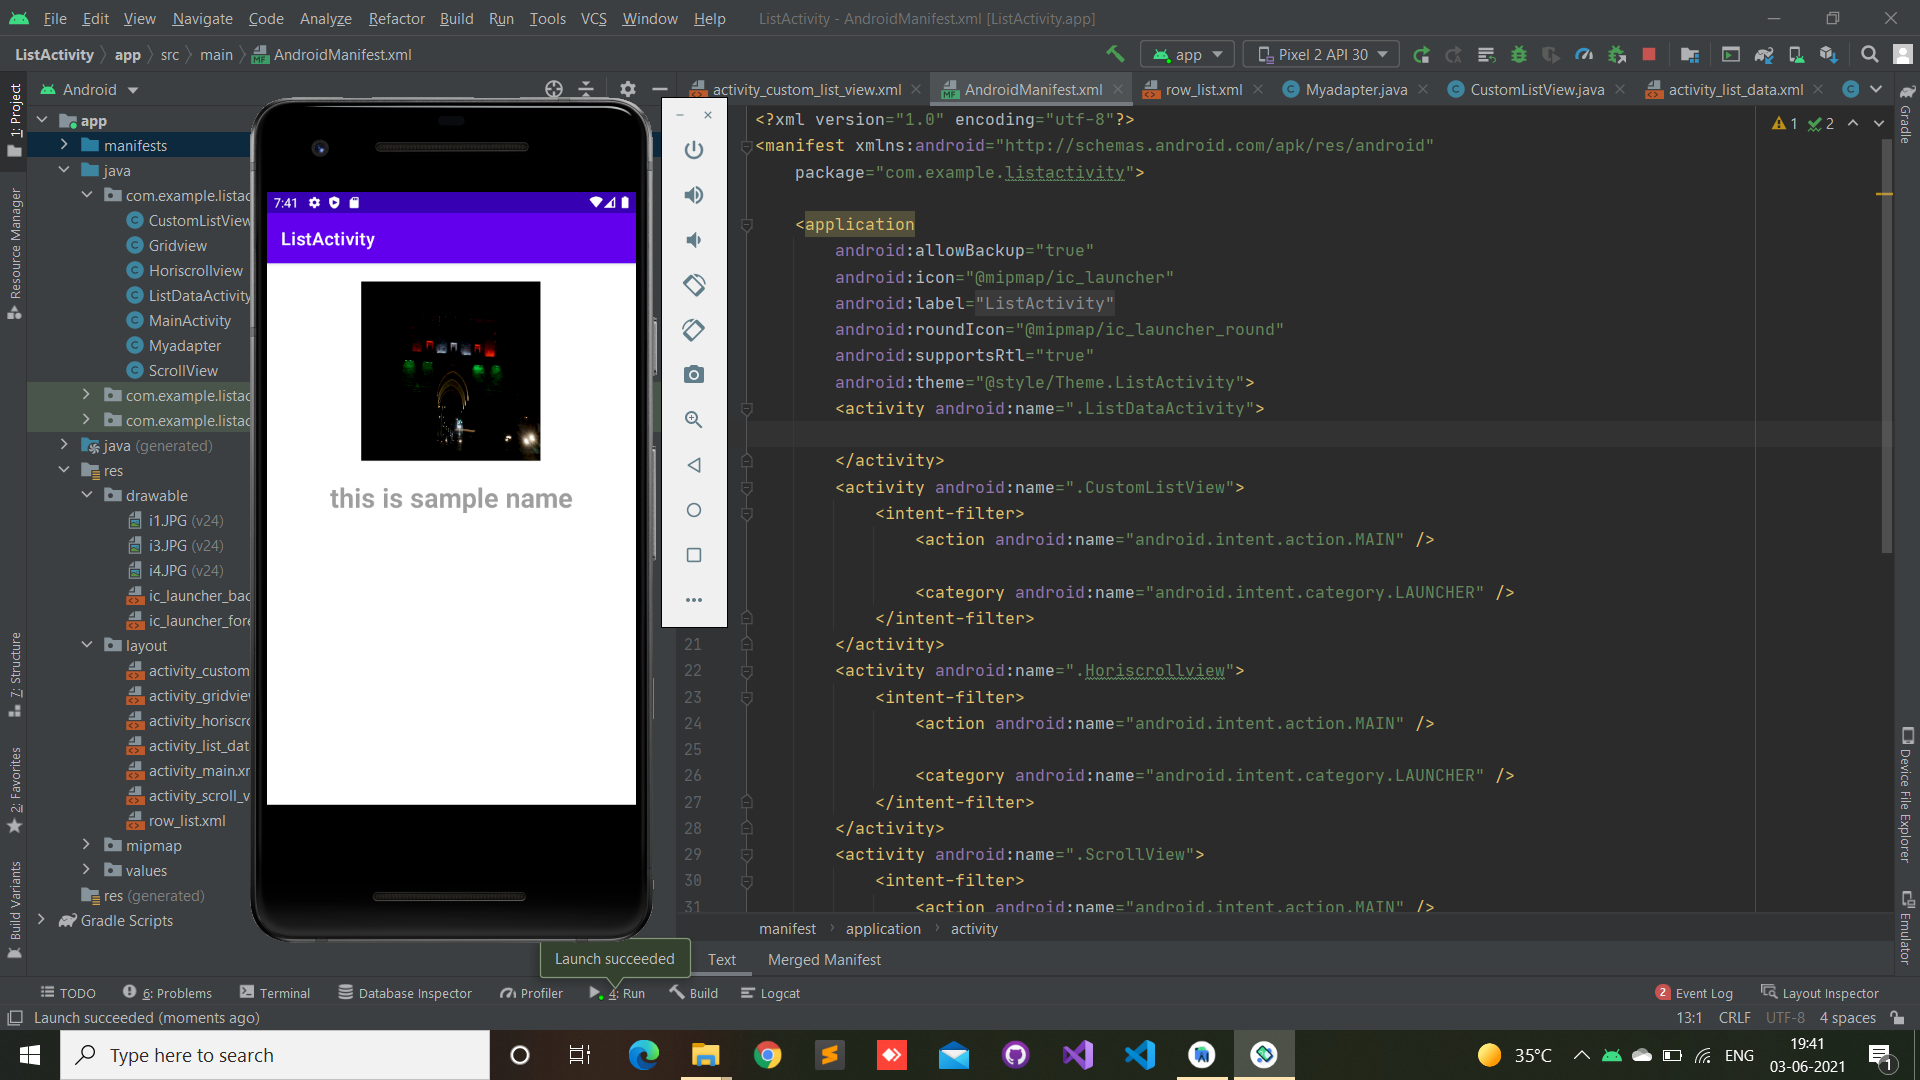 File Edit View Navigate Code Analyze Refactor Build Run Tools VCS Window Help ListActivity - AndroidManifest.xml [ListActivity.app]
ListActivity app src main AndroidManifest.xml app Pixel 2 API 30
Android
activity_custom_list_view.xml AndroidManifest.xml row_list.xml Myadapter.java CustomListView.java activity_list_data.xml
1: Project
Resource Manager
7: Structure
2: Favorites
Build Variants
app
manifests
java
com.example.listac
CustomListView
Gridview
Horiscrollview
ListDataActivity
MainActivity
Myadapter
ScrollView
com.example.listac
com.example.listac
java (generated)
res
drawable
i1.JPG (v24)
i3.JPG (v24)
i4.JPG (v24)
ic_launcher_bac
ic_launcher_fore
layout
activity_custom
activity_gridview
activity_horiscro
activity_list_dat
activity_main.xm
activity_scroll_v
row_list.xml
mipmap
values
res (generated)
Gradle Scripts
7:41
ListActivity
this is sample name
<?xml version="1.0" encoding="utf-8"?>
<manifest xmlns:android="http://schemas.android.com/apk/res/android"
package="com.example.listactivity">
<application
android:allowBackup="true"
android:icon="@mipmap/ic_launcher"
android:label="ListActivity"
android:roundIcon="@mipmap/ic_launcher_round"
android:supportsRtl="true"
android:theme="@style/Theme.ListActivity">
<activity android:name=".ListDataActivity">
</activity>
<activity android:name=".CustomListView">
<intent-filter>
<action android:name="android.intent.action.MAIN" />
<category android:name="android.intent.category.LAUNCHER" />
</intent-filter>
21 </activity>
22 <activity android:name=".Horiscrollview">
23 <intent-filter>
24 <action android:name="android.intent.action.MAIN" />
25
26 <category android:name="android.intent.category.LAUNCHER" />
27 </intent-filter>
28 </activity>
29 <activity android:name=".ScrollView">
30 <intent-filter>
31 <action android:name="android.intent.action.MAIN" />
1 2
Gradle
Device File Explorer
Emulator
manifest application activity
Launch succeeded
Text Merged Manifest
TODO 6: Problems Terminal Database Inspector Profiler 4: Run Build Logcat 2 Event Log Layout Inspector
Launch succeeded (moments ago) 13:1 CRLF UTF-8 4 spaces
Type here to search
35°C ENG
19:41
03-06-2021
1